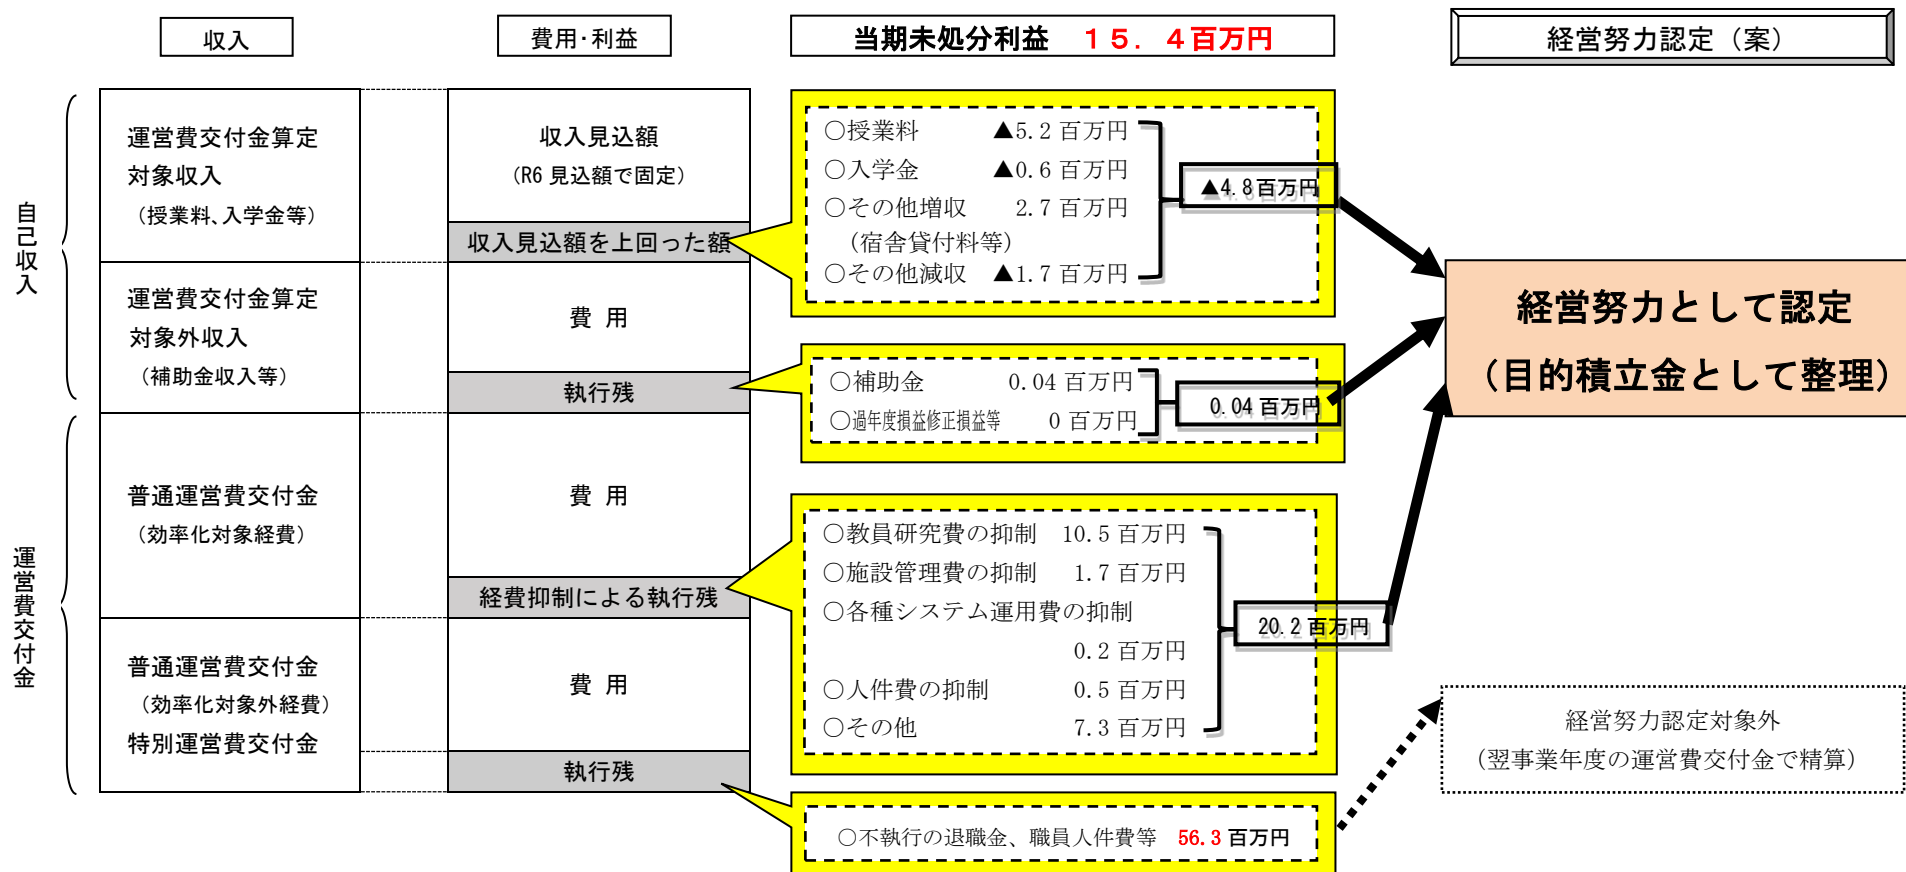 収入
費用･利益
当期未処分利益　１５．４百万円
経営努力認定（案）
自己収入
運営費交付金算定
対象収入
（授業料、入学金等）
収入見込額
（R6 見込額で固定）
収入見込額を上回った額
○授業料　▲5.2 百万円
○入学金　▲0.6 百万円
○その他増収　2.7 百万円
（宿舎貸付料等）
○その他減収　▲1.7 百万円
▲4.8 百万円
運営費交付金算定
対象外収入
（補助金収入等）
費 用
執行残
○補助金　0.04 百万円
○過年度損益修正損益等　0 百万円
0.04 百万円
経営努力として認定
（目的積立金として整理）
運営費交付金
普通運営費交付金
（効率化対象経費）
費 用
経費抑制による執行残
○教員研究費の抑制　10.5 百万円
○施設管理費の抑制　1.7 百万円
○各種システム運用費の抑制
0.2 百万円
○人件費の抑制　0.5 百万円
○その他　7.3 百万円
20.2 百万円
普通運営費交付金
（効率化対象外経費）
特別運営費交付金
費 用
執行残
○不執行の退職金、職員人件費等　56.3 百万円
経営努力認定対象外
（翌事業年度の運営費交付金で精算）